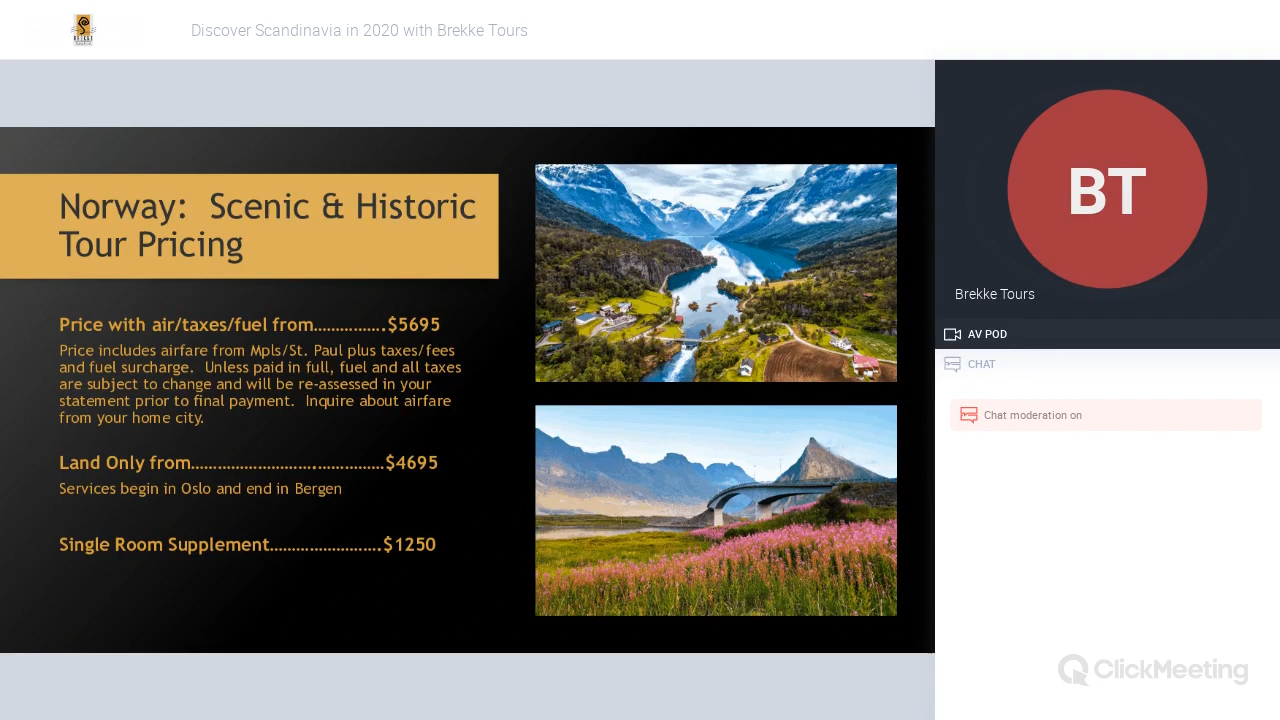 Discover Scandinavia in 2020 with Brekke Tours
Norway:  Scenic & Historic
Tour Pricing
Price with air/taxes/fuel from…………….$5695
Price includes airfare from Mpls/St. Paul plus taxes/fees
and fuel surcharge.  Unless paid in full, fuel and all taxes
are subject to change and will be re-assessed in your
statement prior to final payment.  Inquire about airfare
from your home city.
Land Only from……………………….……………$4695
Services begin in Oslo and end in Bergen
Single Room Supplement…………………….$1250
BT
Brekke Tours
AV POD
CHAT
Chat moderation on
ClickMeeting